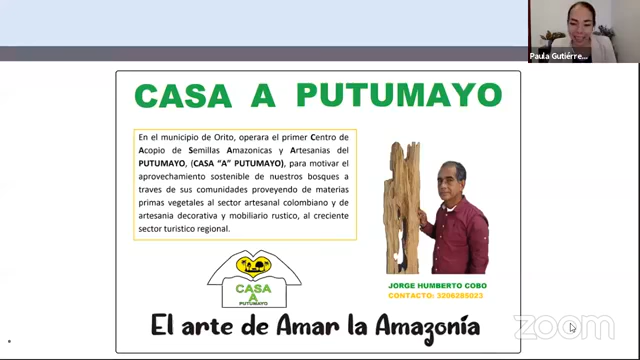 Paula Gutiérre...
CASA A PUTUMAYO
En el municipio de Orito, operara el primer Centro de
Acopio de Semillas Amazonicas y Artesanias del
PUTUMAYO, (CASA "A" PUTUMAYO), para motivar el
aprovechamiento sostenible de nuestros bosques a
traves de sus comunidades proveyendo de materias
primas vegetales al sector artesanal colombiano y de
artesania decorativa y mobiliario rustico, al creciente
sector turistico regional.
CASA
A
PUTUMAYO
JORGE HUMBERTO COBO
CONTACTO: 3206285023
El arte de Amar la Amazonía
zoom